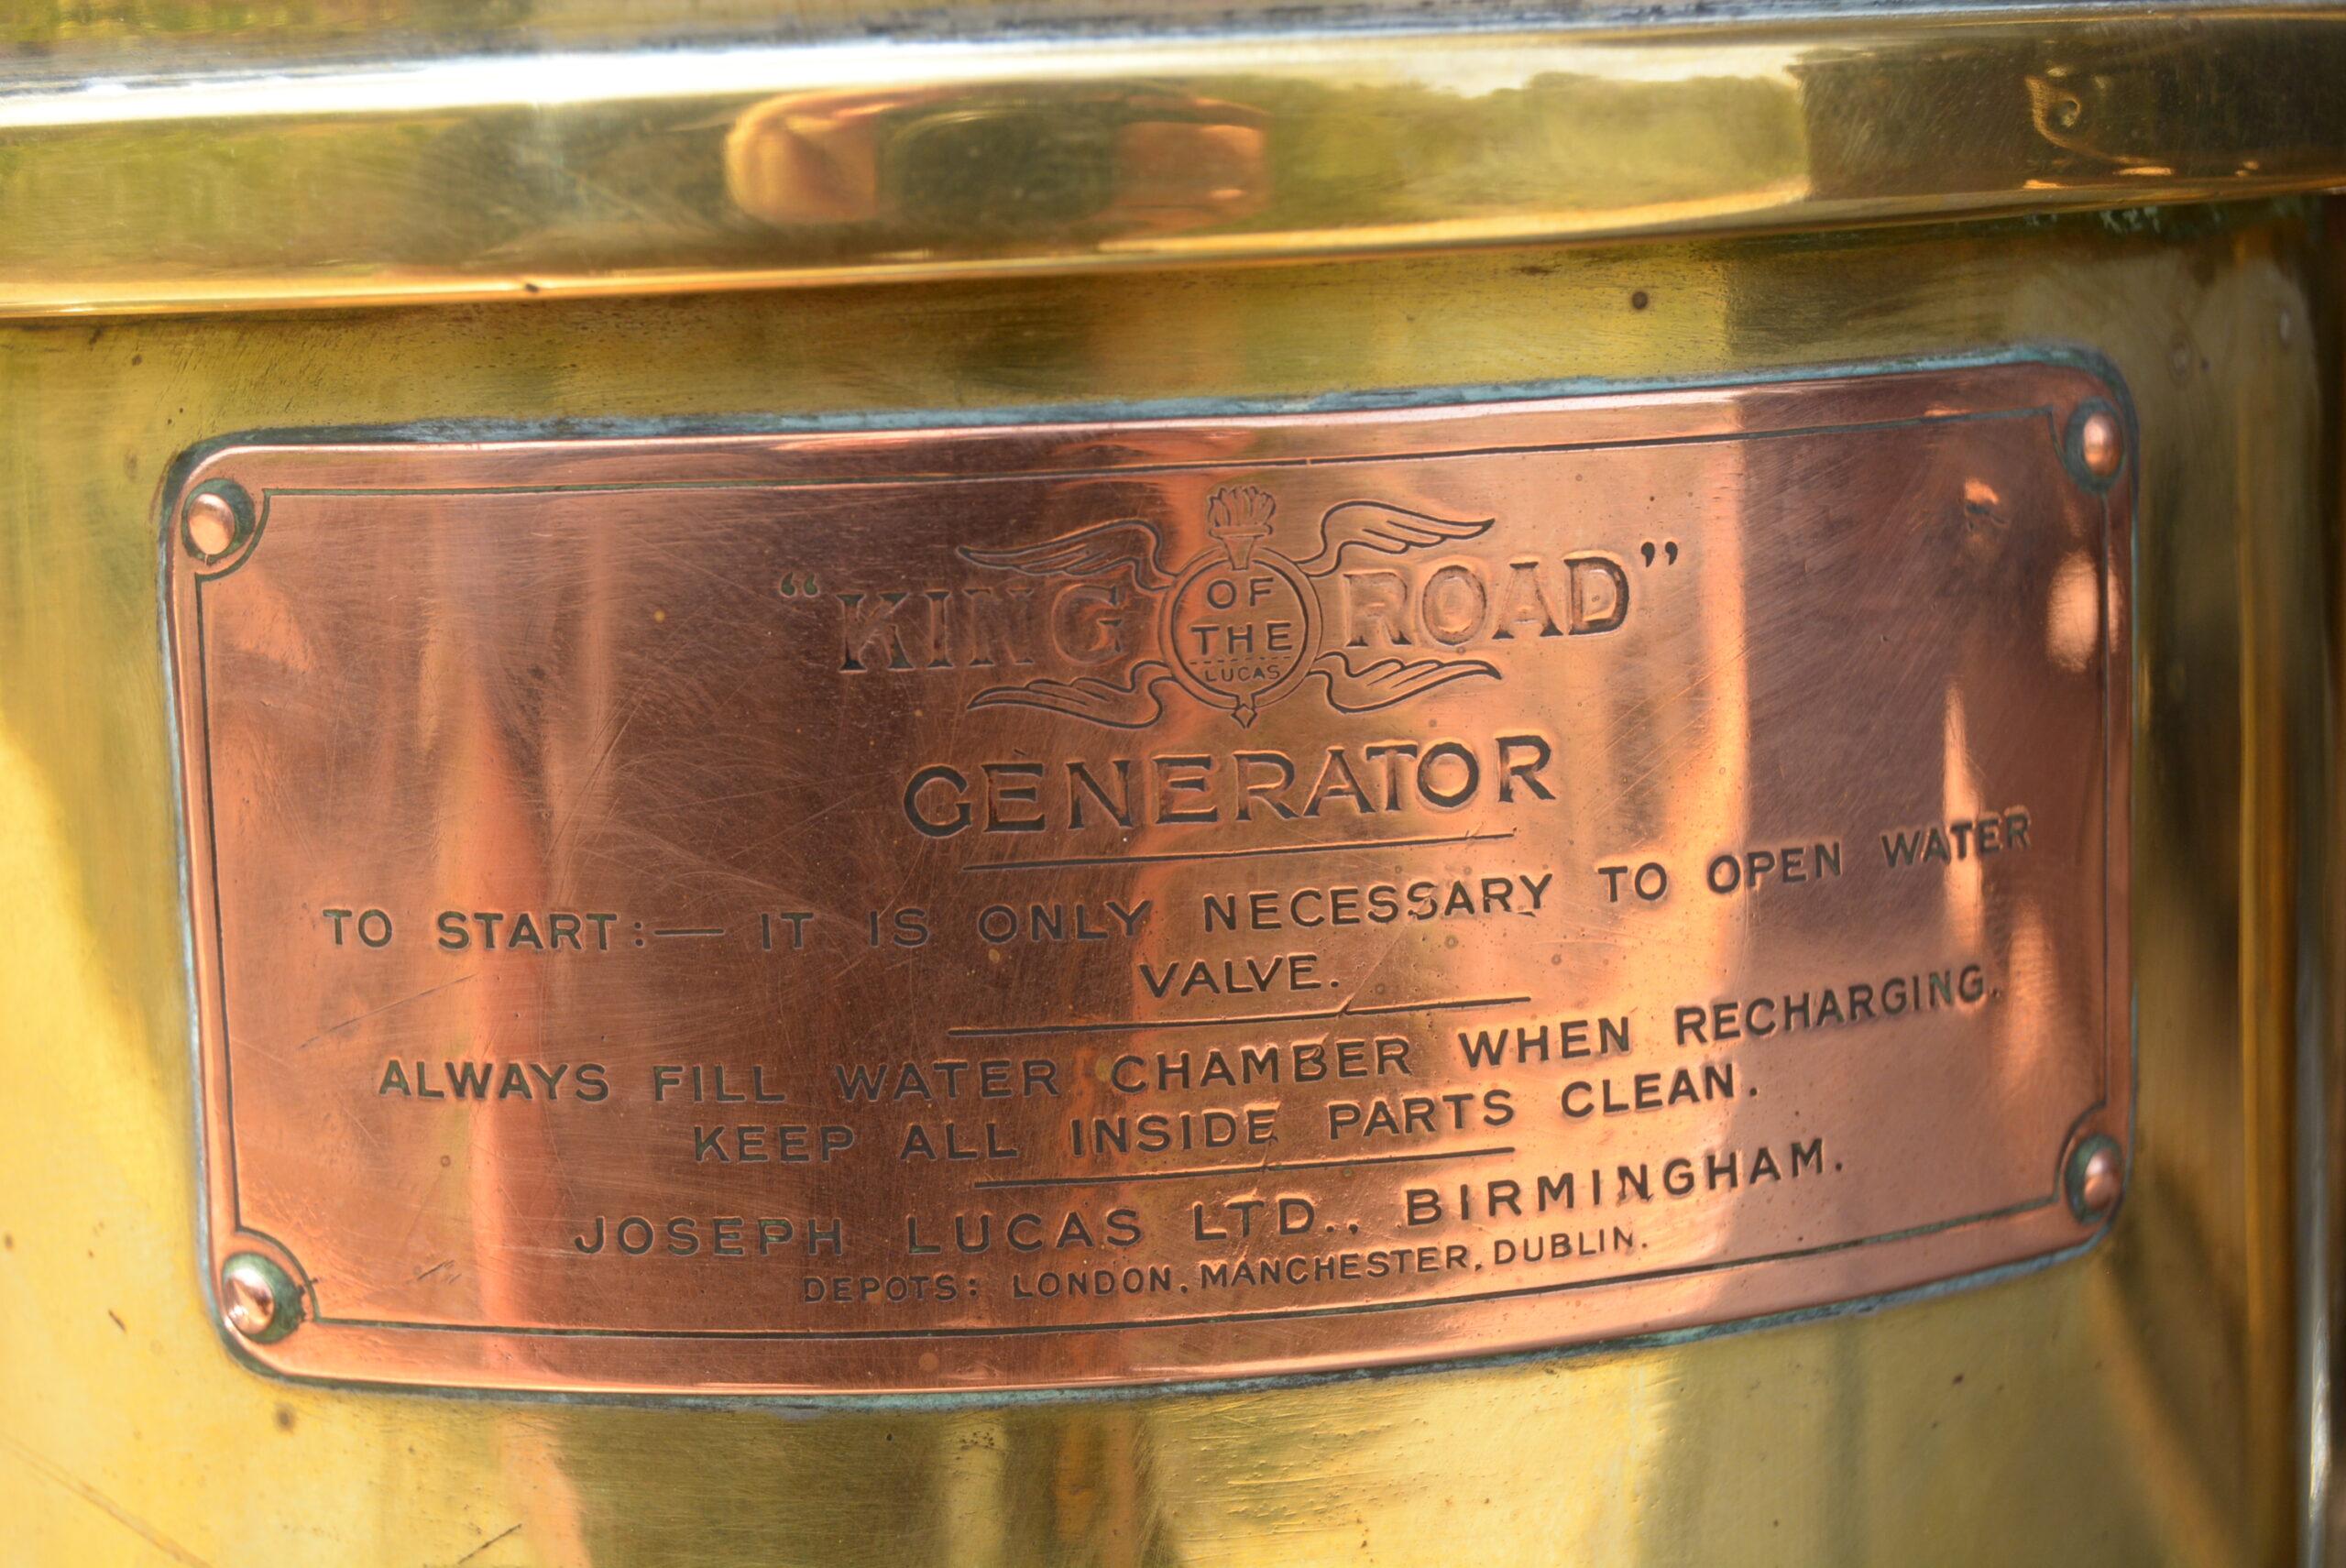 “KING OF THE ROAD”
LUCAS
GENERATOR
TO START:— IT IS ONLY NECESSARY TO OPEN WATER
VALVE.
ALWAYS FILL WATER CHAMBER WHEN RECHARGING.
KEEP ALL INSIDE PARTS CLEAN.
JOSEPH LUCAS LTD., BIRMINGHAM.
DEPOTS: LONDON, MANCHESTER, DUBLIN.